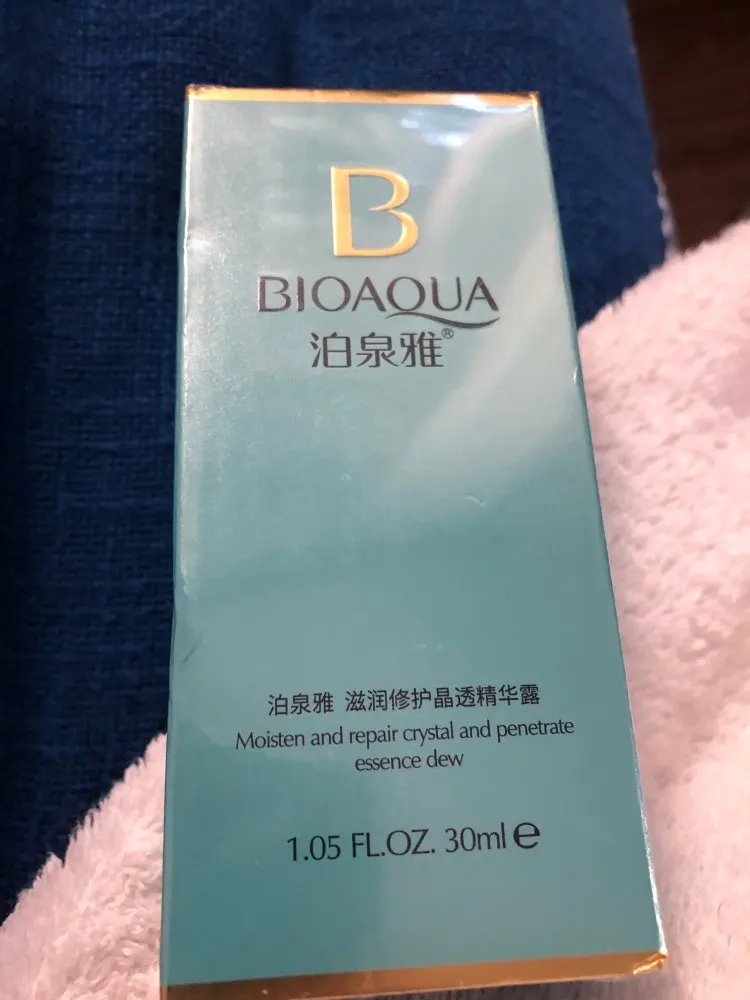 B
BIOAQUA
泊泉雅®
泊泉雅 滋润修护晶透精华露
Moisten and repair crystal and penetrate
essence dew
1.05 FL.OZ. 30ml ℮